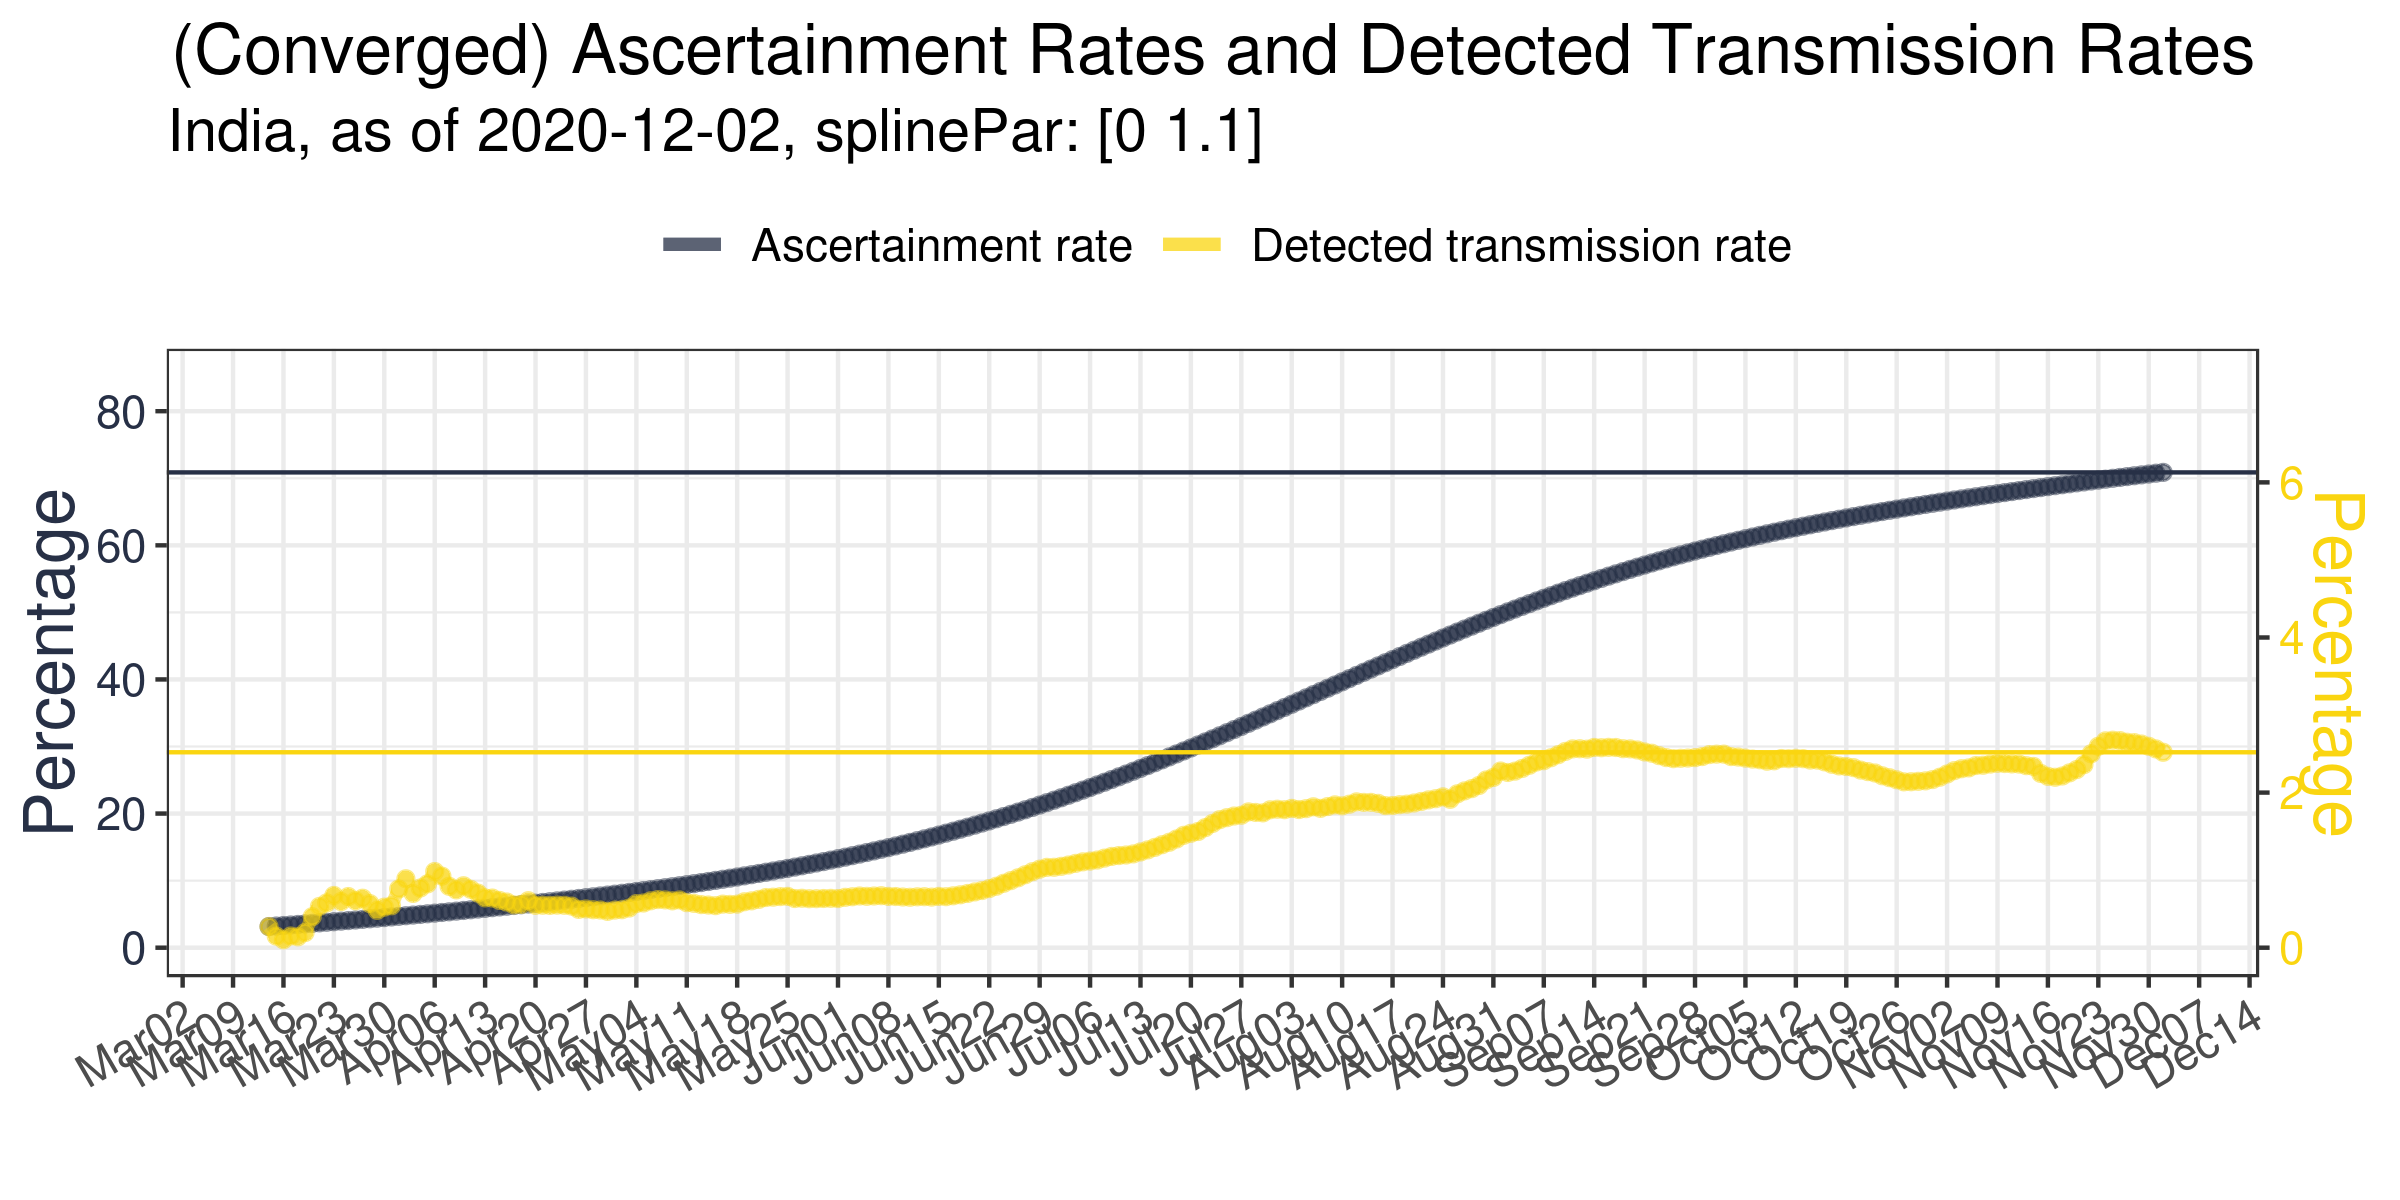 (Converged) Ascertainment Rates and Detected Transmission Rates
India, as of 2020-12-02, splinePar: [0 1.1]
Ascertainment rate Detected transmission rate
Percentage
80
60
40
20
0
6
4
2
0
Percentage
Mar02 Mar09 Mar16 Mar23 Mar30 Apr06 Apr13 Apr20 Apr27 May04 May11 May18 May25 Jun01 Jun08 Jun15 Jun22 Jun29 Jul06 Jul13 Jul20 Jul27 Aug03 Aug10 Aug17 Aug24 Aug31 Sep07 Sep14 Sep21 Sep28 Oct05 Oct12 Oct19 Oct26 Nov02 Nov09 Nov16 Nov23 Nov30 Dec07 Dec14